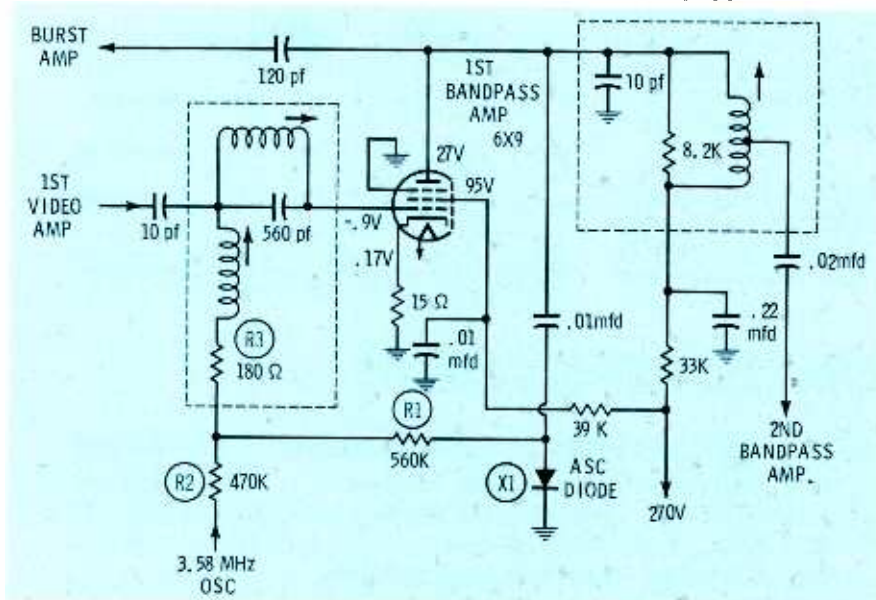 BURST
AMP
120 pf
1ST
BANDPASS
AMP
6X9
10 pf
8.2K
27V
95V
1ST
VIDEO
AMP
10 pf
560 pf
-.9V
.17V
15 Ω
.01
mfd
.01mfd
.02mfd
.22
mfd
R3
180 Ω
33K
R1
560K
39 K
2ND
BANDPASS
AMP.
R2
470K
X1
ASC
DIODE
270V
3.58 MHz
OSC